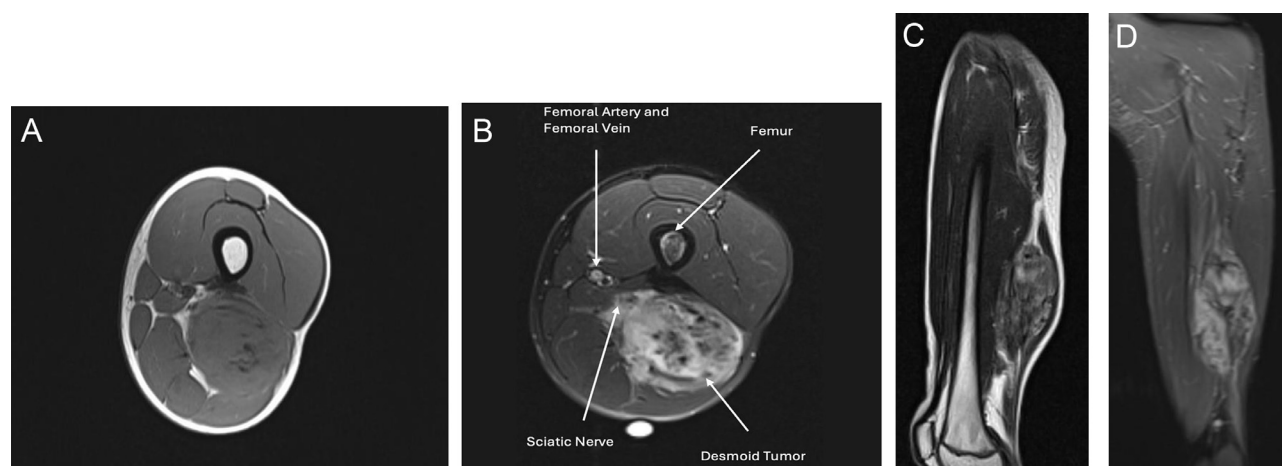 A
B
Femoral Artery and
Femoral Vein
Femur
Sciatic Nerve
Desmoid Tumor
C
D